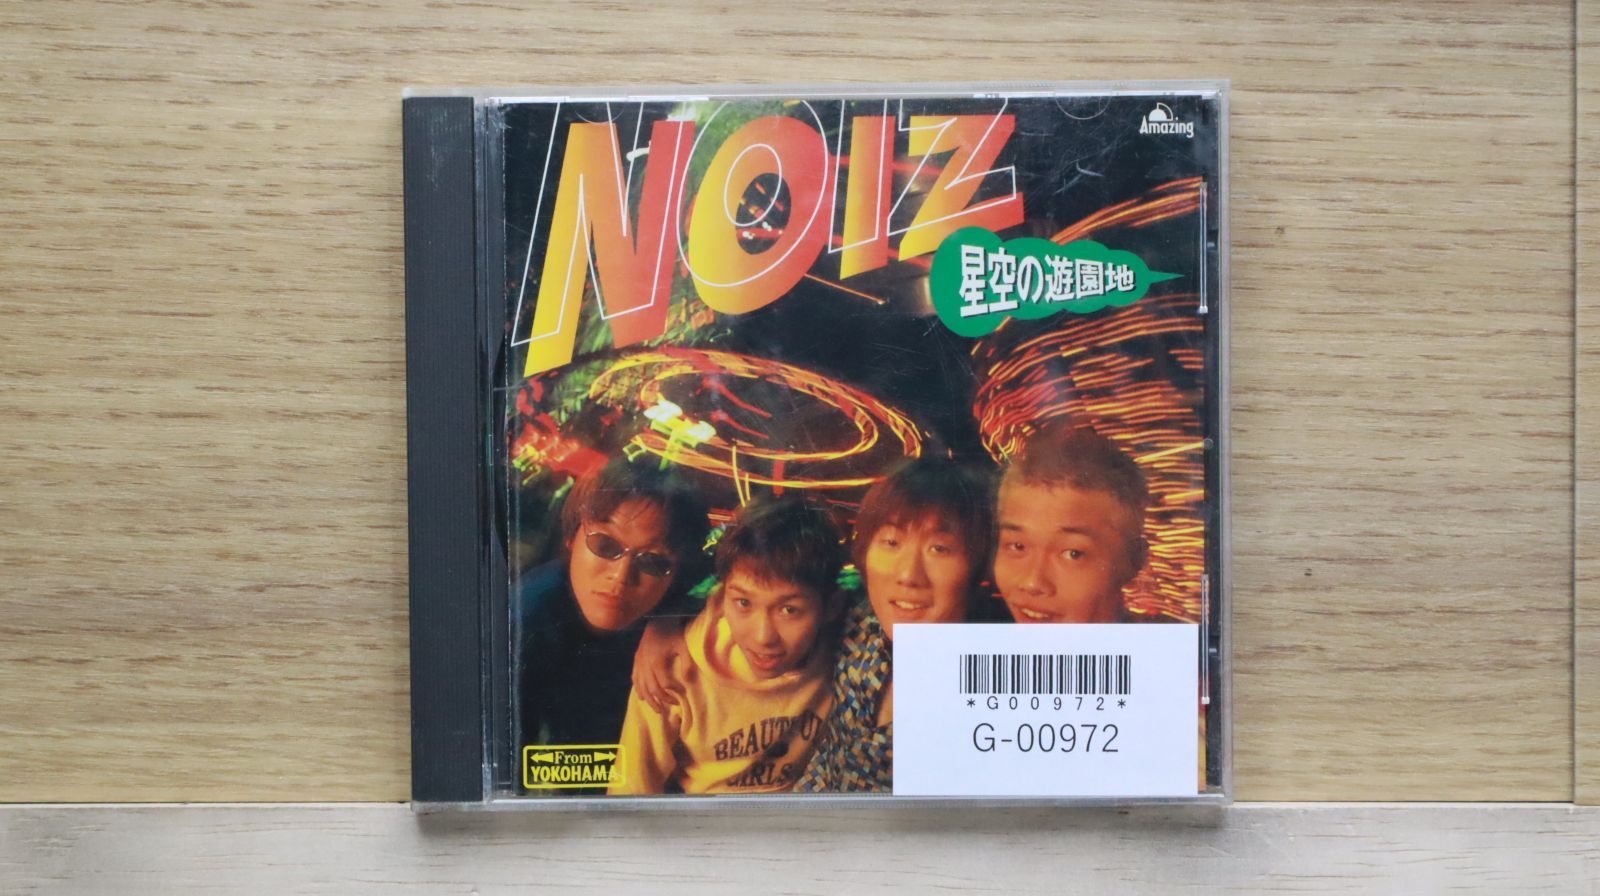 NOIZ
Amazing
星空の遊園地
BEAUTIFUL
GIRLS
From
YOKOHAMA
*G00972*
G-00972